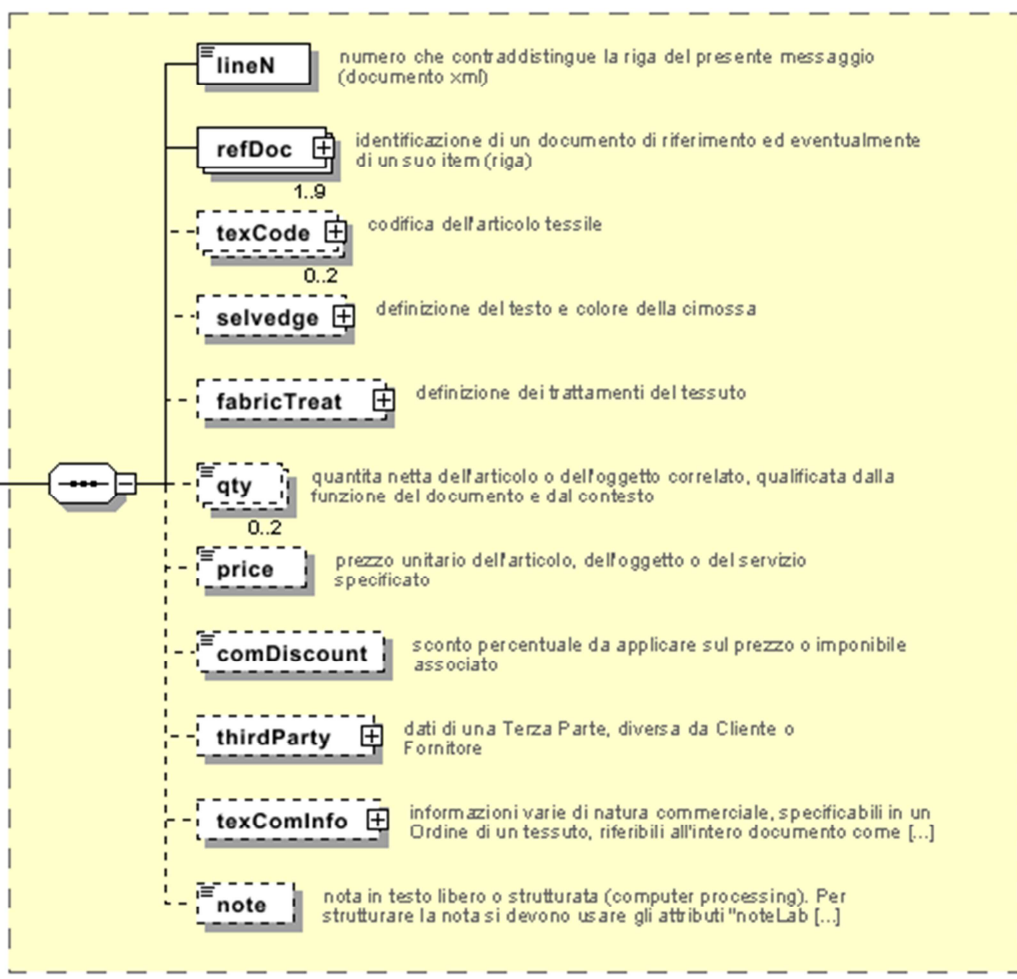 lineN
numero che contraddistingue la riga del presente messaggio
(documento xml)
refDoc
identificazione di un documento di riferimento ed eventualmente
di un suo item (riga)
1..9
texCode
codifica dell'articolo tessile
0..2
selvedge
definizione del testo e colore della cimossa
fabricTreat
definizione dei trattamenti del tessuto
qty
quantita netta dell'articolo o dell'oggetto correlato, qualificata dalla
funzione del documento e dal contesto
0..2
price
prezzo unitario dell'articolo, dell'oggetto o del servizio
specificato
comDiscount
sconto percentuale da applicare sul prezzo o imponibile
associato
thirdParty
dati di una Terza Parte, diversa da Cliente o
Fornitore
texComInfo
informazioni varie di natura commerciale, specificabili in un
Ordine di un tessuto, riferibili all'intero documento come [...]
note
nota in testo libero o strutturata (computer processing). Per
strutturare la nota si devono usare gli attributi "noteLab [...]